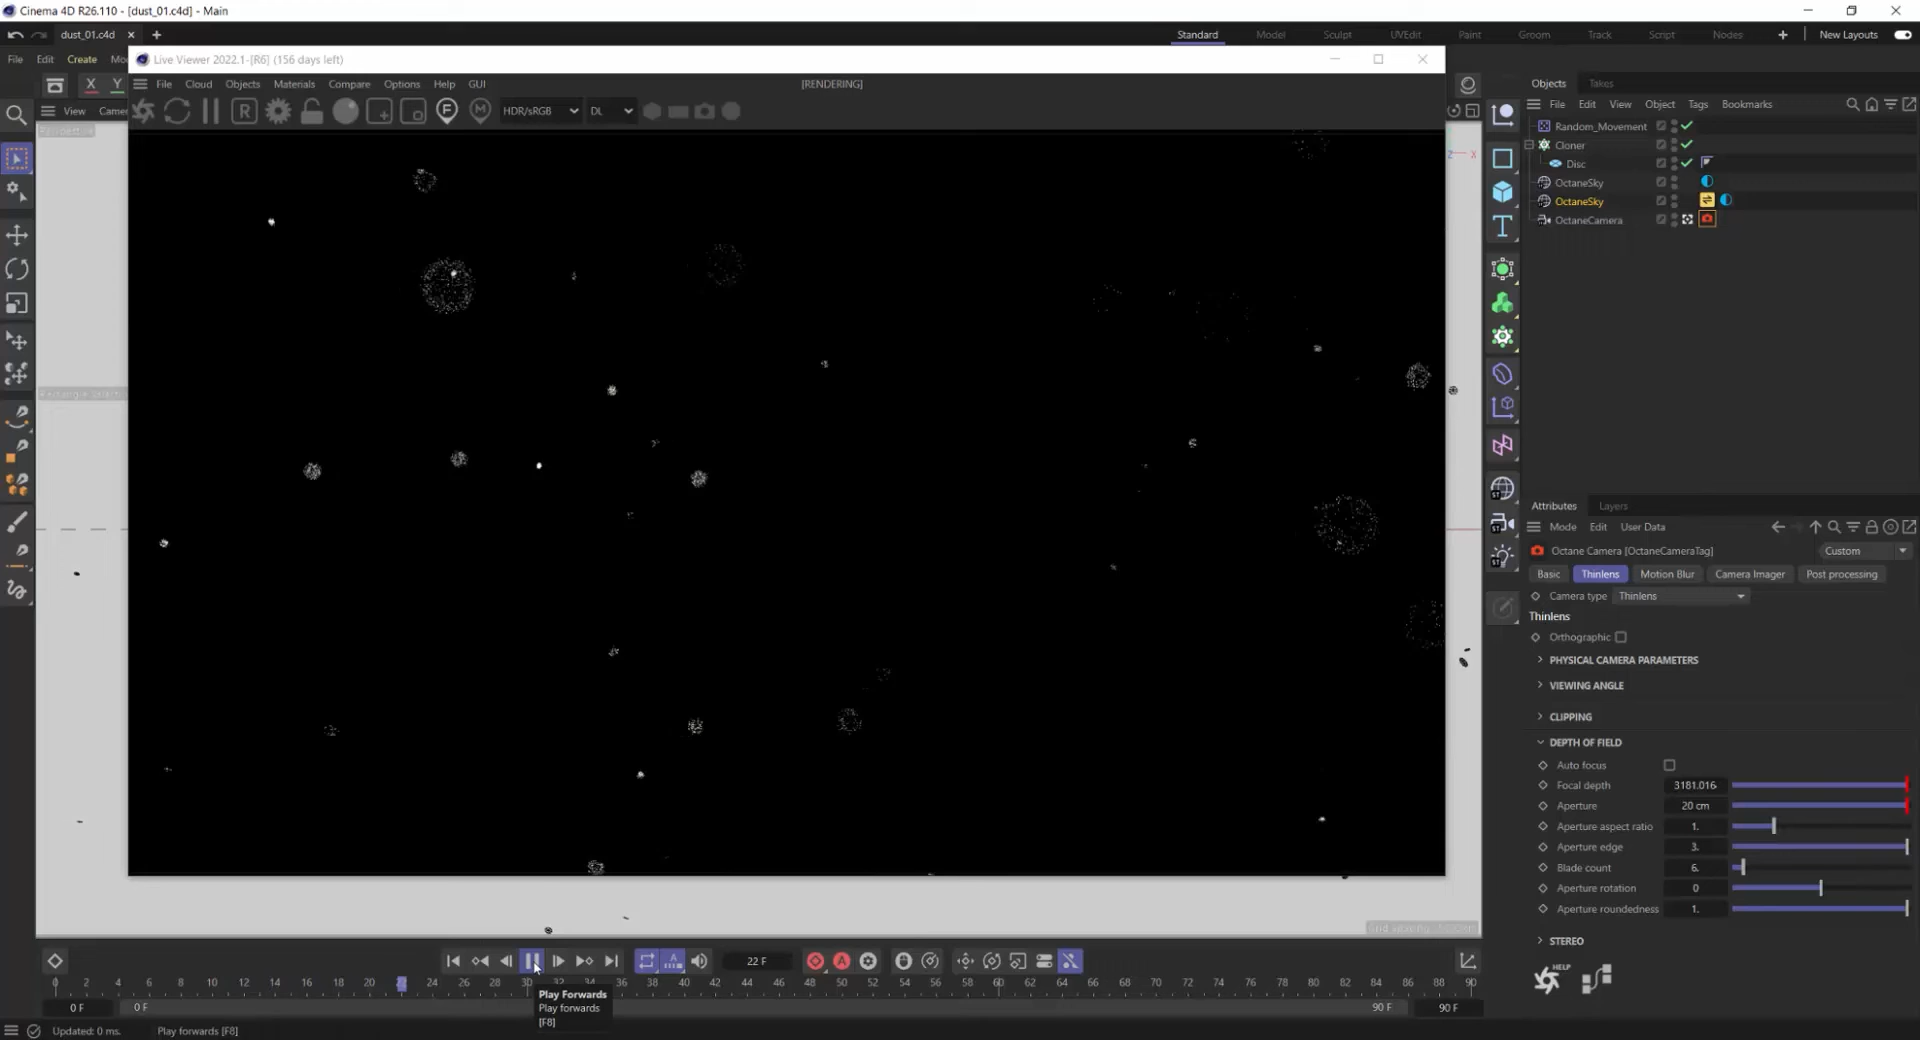 Cinema 4D R26.110 - [dust_01.c4d] - Main
dust_01.c4d
Standard Model Sculpt UVEdit Paint Groom Track Script Nodes New Layouts
File Edit Create
Live Viewer 2022.1-[R6] (156 days left)
File Cloud Objects Materials Compare Options Help GUI [RENDERING]
X Y
View
HDR/sRGB DL
R F M
Z X
Objects Takes
File Edit View Object Tags Bookmarks
Random_Movement
Cloner
Disc
OctaneSky
OctaneSky
OctaneCamera
T
ST
ST
ST
Attributes Layers
Mode Edit User Data
Octane Camera [OctaneCameraTag] Custom
Basic Thinlens Motion Blur Camera Imager Post processing
Camera type Thinlens
Thinlens
Orthographic
PHYSICAL CAMERA PARAMETERS
VIEWING ANGLE
CLIPPING
DEPTH OF FIELD
Auto focus
Focal depth 3181.016
Aperture 20 cm
Aperture aspect ratio 1.
Aperture edge 3.
Blade count 6.
Aperture rotation 0
Aperture roundedness 1.
STEREO
HELP
A 22 F A
0 2 4 6 8 10 12 14 16 18 20 22 24 26 28 30 32 34 36 38 40 42 44 46 48 50 52 54 56 58 60 62 64 66 68 70 72 74 76 78 80 82 84 86 88 90
0 F 0 F 90 F 90 F
Play Forwards
Play forwards
[F8]
Updated: 0 ms. Play forwards [F8]